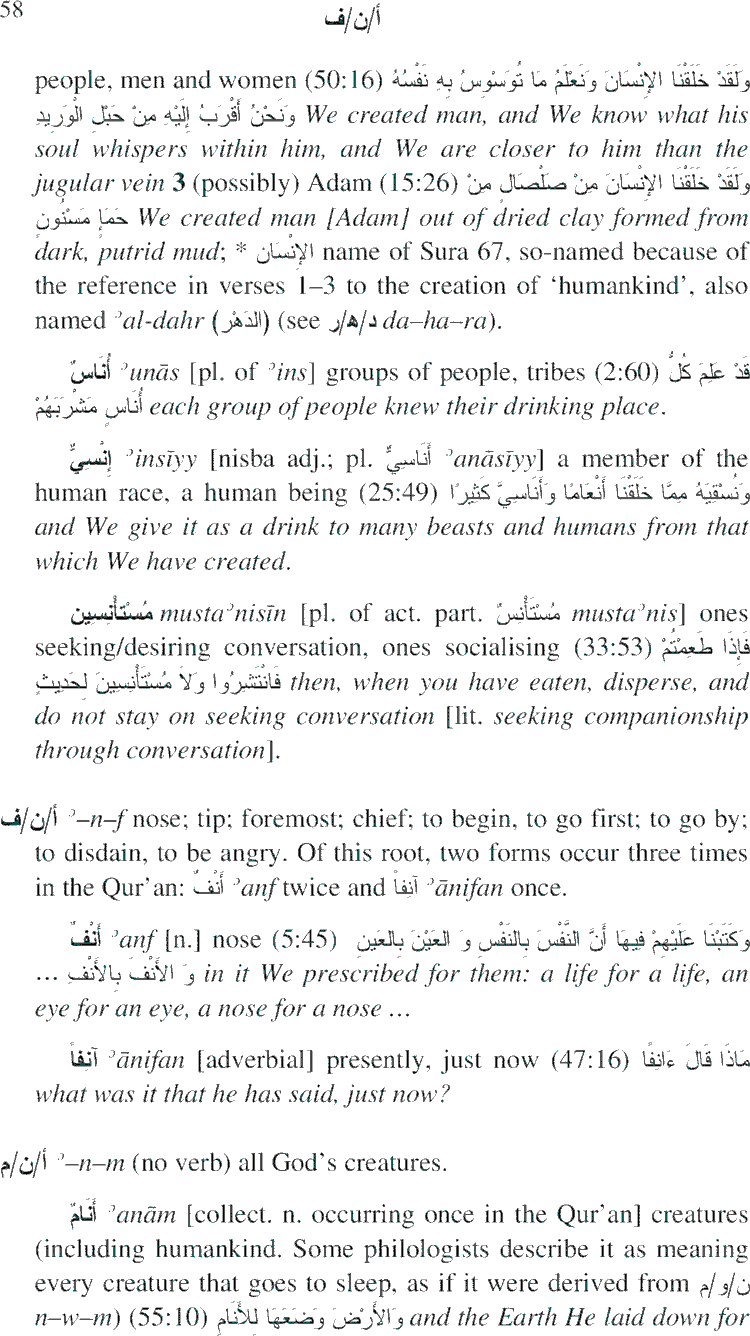 58
أ/ن/ف
people, men and women (50:16) وَلَقَدْ خَلَقْنَا الإِنْسَانَ وَنَعْلَمُ مَا تُوَسْوِسُ بِهِ نَفْسُهُ
وَنَحْنُ أَقْرَبُ إِلَيْهِ مِنْ حَبْلِ الْوَرِيدِ We created man, and We know what his
soul whispers within him, and We are closer to him than the
jugular vein 3 (possibly) Adam (15:26) وَلَقَدْ خَلَقْنَا الإِنْسَانَ مِنْ صَلْصَالٍ مِنْ
حَمَإٍ مَسْنُونٍ We created man [Adam] out of dried clay formed from
dark, putrid mud; * الإِنْسَان name of Sura 67, so-named because of
the reference in verses 1–3 to the creation of ‘humankind’, also
named ʾal-dahr (الدَهْر) (see د/ه/ر da–ha–ra).
أُنَاسٌ ʾunās [pl. of ʾins] groups of people, tribes (2:60) قَدْ عَلِمَ كُلُّ
أُنَاسٍ مَشْرَبَهُمْ each group of people knew their drinking place.
إِنْسِيٌّ ʾinsīyy [nisba adj.; pl. أَنَاسِيٌّ ʾanāsīyy] a member of the
human race, a human being (25:49) وَنُسْقِيَهُ مِمَّا خَلَقْنَا أَنْعَامًا وَأَنَاسِيَّ كَثِيرًا
and We give it as a drink to many beasts and humans from that
which We have created.
مُسْتَأْنِسِين mustaʾnisīn [pl. of act. part. مُسْتَأْنِسٌ mustaʾnis] ones
seeking/desiring conversation, ones socialising (33:53) فَإِذَا طَعِمْتُمْ
فَانْتَشِرُوا وَلاَ مُسْتَأْنِسِينَ لِحَدِيثٍ then, when you have eaten, disperse, and
do not stay on seeking conversation [lit. seeking companionship
through conversation].
أ/ن/ف ʾ–n–f nose; tip; foremost; chief; to begin, to go first; to go by;
to disdain, to be angry. Of this root, two forms occur three times
in the Qur’an: أَنْفٌ ʾanf twice and آنِفاً ʾānifan once.
أَنْفٌ ʾanf [n.] nose (5:45) وَكَتَبْنَا عَلَيْهِمْ فِيهَا أَنَّ النَّفْسَ بِالنَّفْسِ وَ العَيْنَ بِالعَينِ
وَ الأَنْفَ بِالأَنْفِ ... in it We prescribed for them: a life for a life, an
eye for an eye, a nose for a nose ...
آنِفاً ʾānifan [adverbial] presently, just now (47:16) مَاذَا قَالَ ءَانِفًا
what was it that he has said, just now?
أ/ن/م ʾ–n–m (no verb) all God’s creatures.
أَنَامٌ ʾanām [collect. n. occurring once in the Qur’an] creatures
(including humankind. Some philologists describe it as meaning
every creature that goes to sleep, as if it were derived from ن/و/م
n–w–m) (55:10) وَالأَرْضَ وَضَعَهَا لِلأَنَامِ and the Earth He laid down for